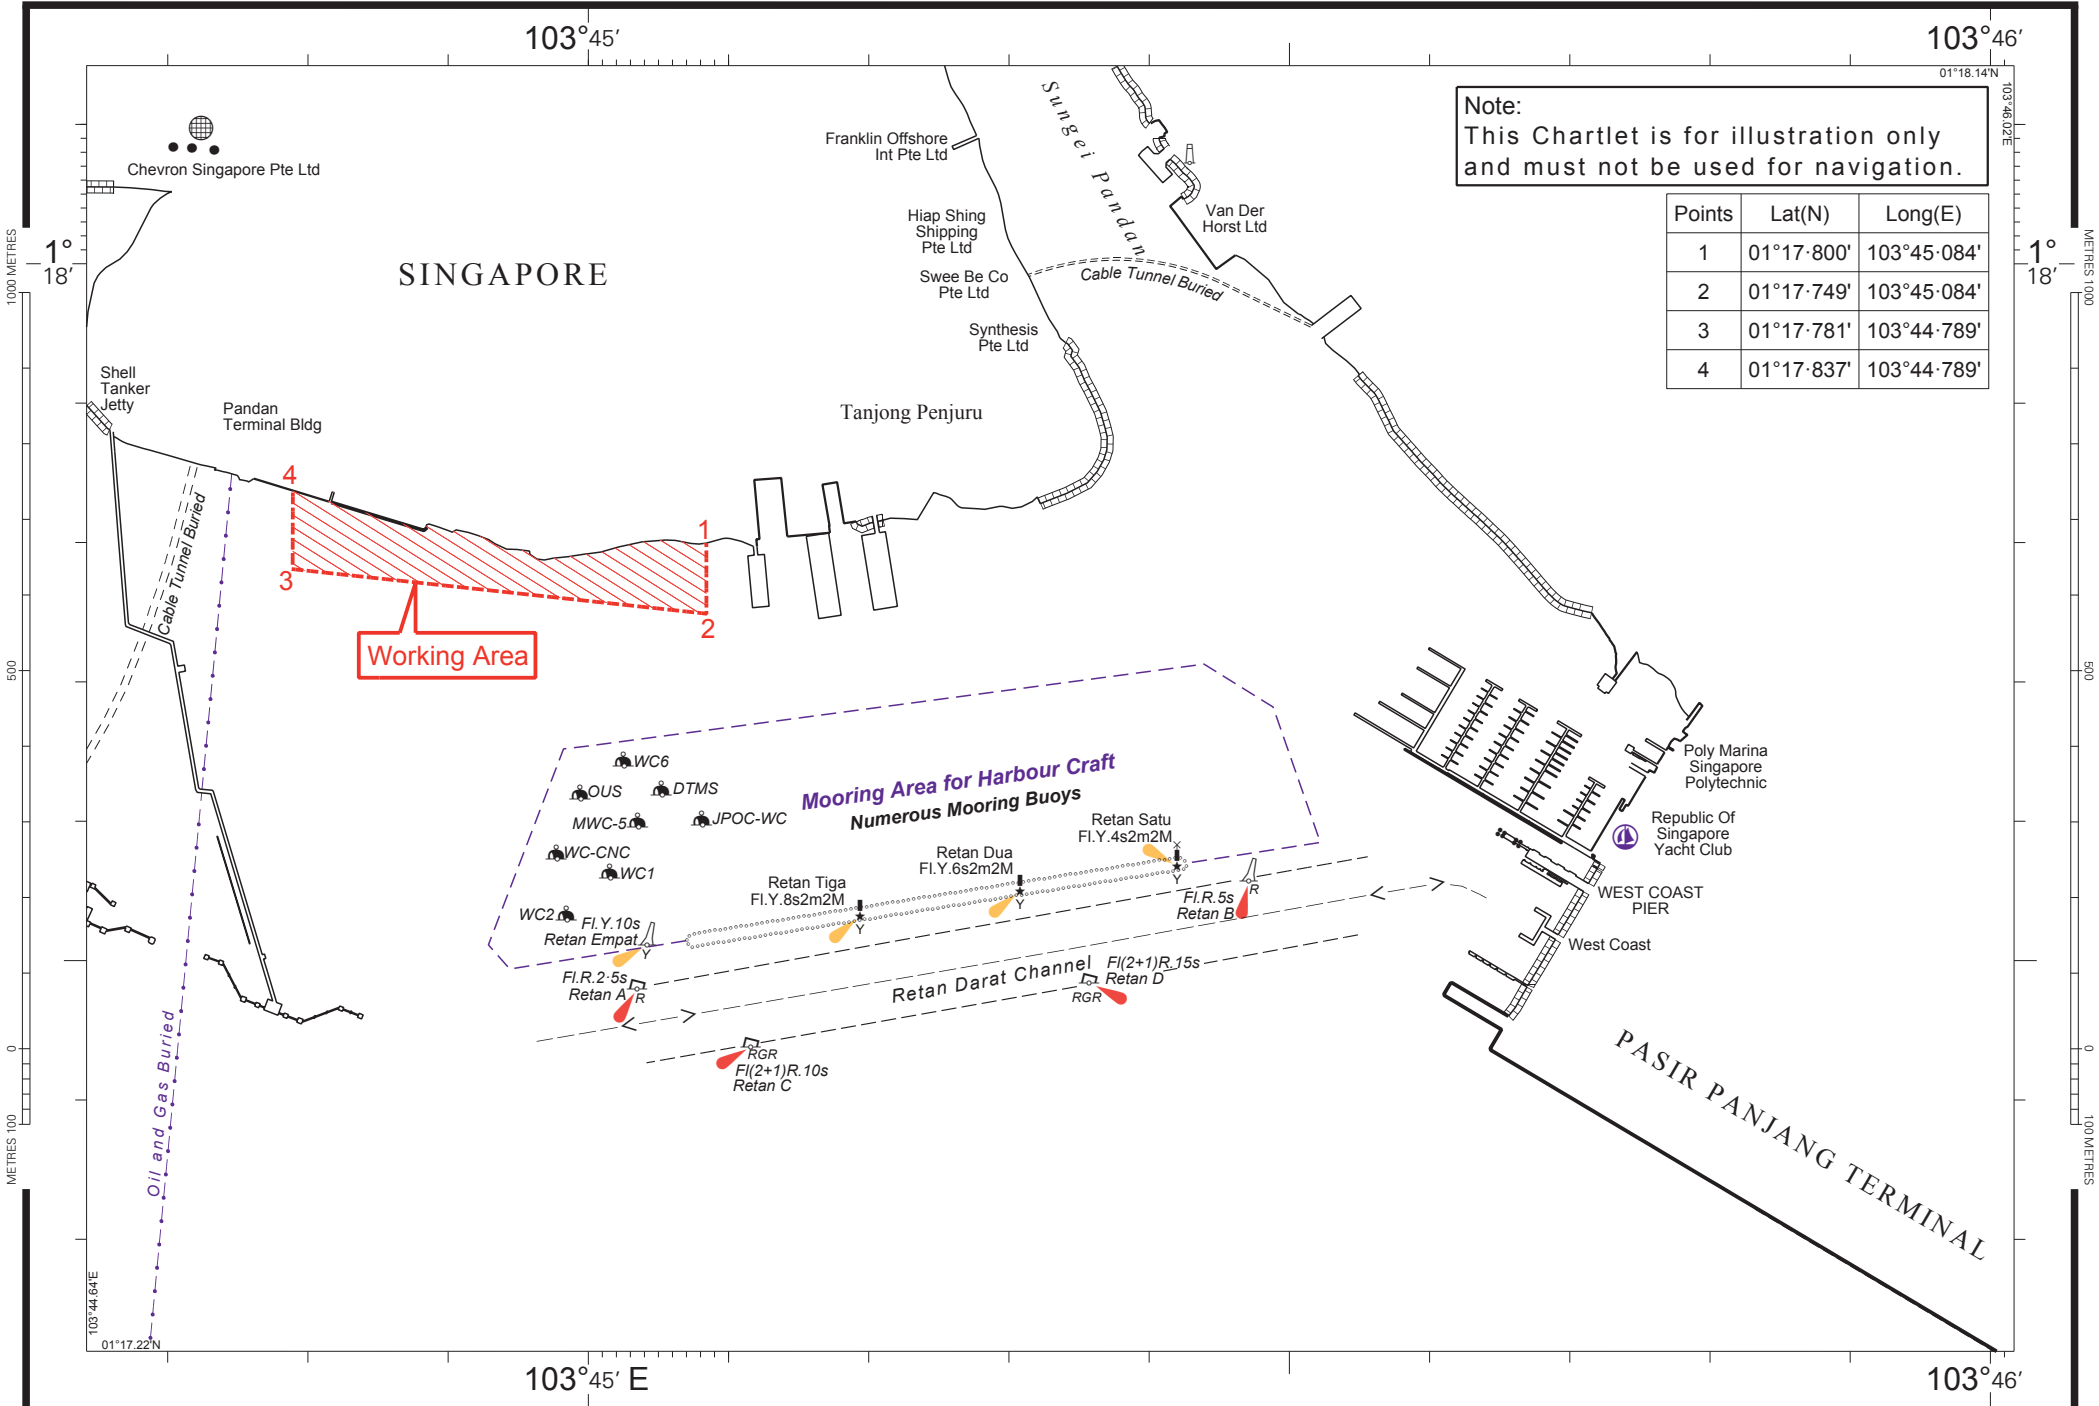 103°45′
103°46′
01°18.14'N
103°46.02'E
Note:
This Chartlet is for illustration only
and must not be used for navigation.
Points Lat(N) Long(E)
1 01°17·800' 103°45·084'
2 01°17·749' 103°45·084'
3 01°17·781' 103°44·789'
4 01°17·837' 103°44·789'
Chevron Singapore Pte Ltd
Franklin Offshore
Int Pte Ltd
Sungei Pandan
Van Der
Horst Ltd
Hiap Shing
Shipping
Pte Ltd
Swee Be Co
Pte Ltd
Cable Tunnel Buried
Synthesis
Pte Ltd
1000 METRES
1°
18′
SINGAPORE
1°
18′
METRES 1000
Shell
Tanker
Jetty
Pandan
Terminal Bldg
Tanjong Penjuru
4
1
3
2
Working Area
Cable Tunnel Buried
500
500
Mooring Area for Harbour Craft
Numerous Mooring Buoys
WC6
OUS
DTMS
MWC-5
JPOC-WC
WC-CNC
WC1
WC2
Retan Satu
Fl.Y.4s2m2M
Y
Retan Dua
Fl.Y.6s2m2M
Y
Retan Tiga
Fl.Y.8s2m2M
Y
Fl.Y.10s
Retan Empat
Y
Fl.R.5s
Retan B
R
Fl.R.2·5s
Retan A
R
Retan Darat Channel
Fl(2+1)R.15s
Retan D
RGR
RGR
Fl(2+1)R.10s
Retan C
Poly Marina
Singapore
Polytechnic
Republic Of
Singapore
Yacht Club
WEST COAST
PIER
West Coast
PASIR PANJANG TERMINAL
Oil and Gas Buried
0
METRES 100
0
100 METRES
103°44.64'E
01°17.22'N
103°45′ E
103°46′